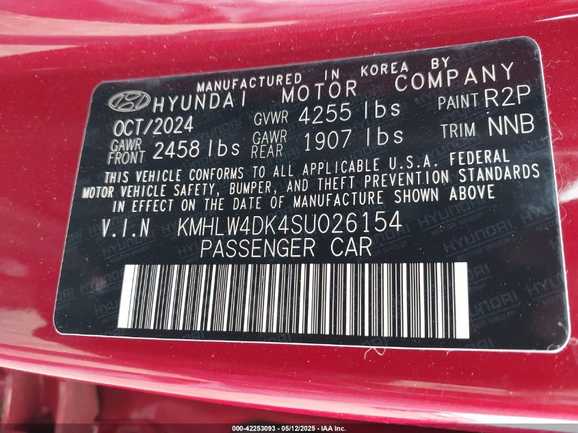 MANUFACTURED IN KOREA BY
HYUNDAI MOTOR COMPANY
OCT/2024 GVWR 4255 lbs PAINT R2P
GAWR FRONT 2458 lbs GAWR REAR 1907 lbs TRIM NNB
THIS VEHICLE CONFORMS TO ALL APPLICABLE U.S.A. FEDERAL
MOTOR VEHICLE SAFETY, BUMPER, AND THEFT PREVENTION STANDARDS
IN EFFECT ON THE DATE OF MANUFACTURE SHOWN ABOVE
V.I.N KMHLW4DK4SU026154
PASSENGER CAR
000-42253093 - 05/12/2025 - IAA Inc.